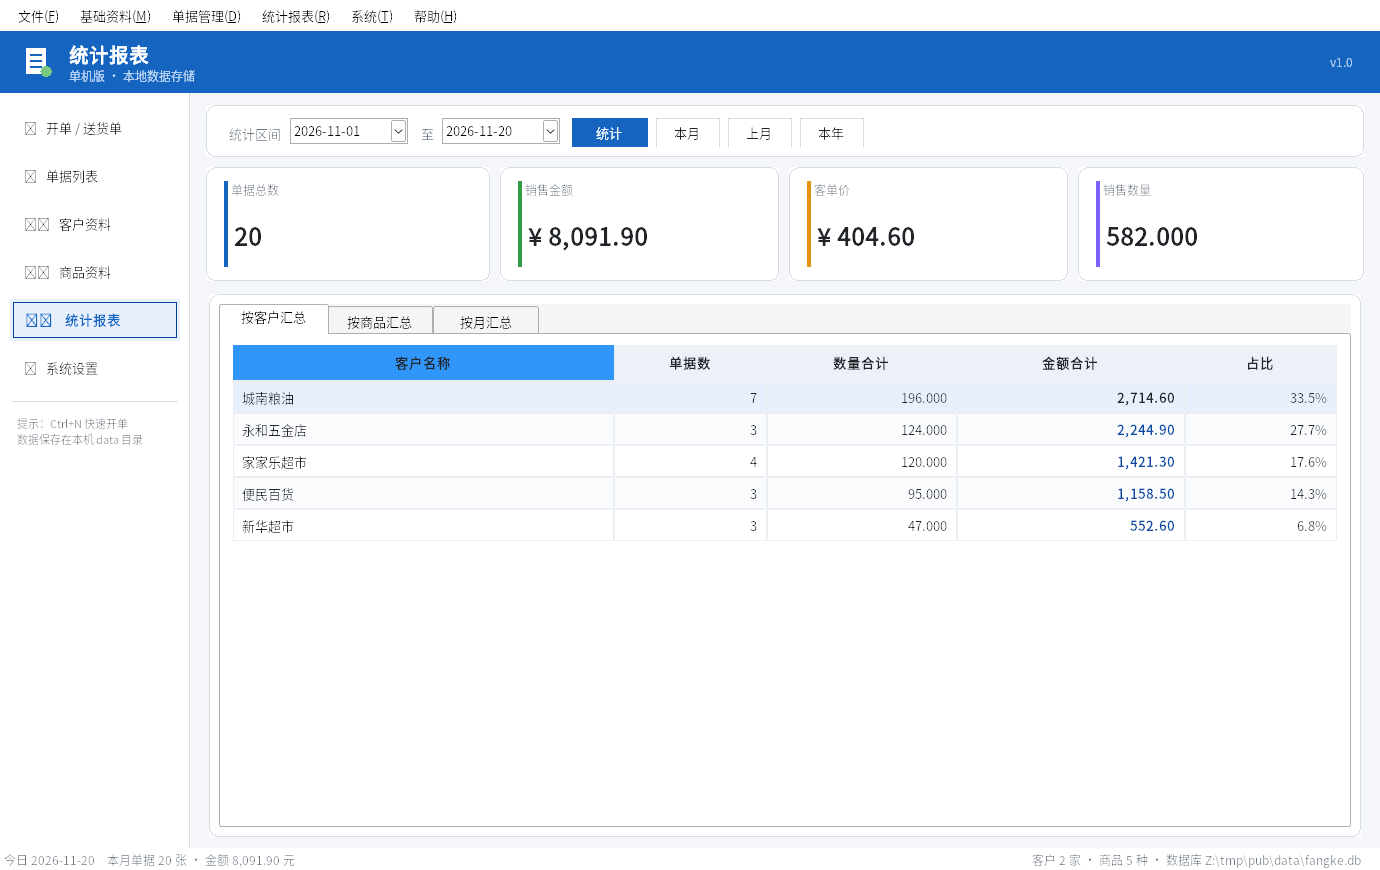 文件(F) 基础资料(M) 单据管理(D) 统计报表(R) 系统(T) 帮助(H)
统计报表
单机版 · 本地数据存储
v1.0
开单 / 送货单
单据列表
客户资料
商品资料
统计报表
系统设置
提示：Ctrl+N 快速开单
数据保存在本机 data 目录
统计区间 2026-11-01 至 2026-11-20 统计 本月 上月 本年
单据总数
20
销售金额
¥ 8,091.90
客单价
¥ 404.60
销售数量
582.000
按客户汇总 按商品汇总 按月汇总
客户名称 单据数 数量合计 金额合计 占比
城南粮油 7 196.000 2,714.60 33.5%
永和五金店 3 124.000 2,244.90 27.7%
家家乐超市 4 120.000 1,421.30 17.6%
便民百货 3 95.000 1,158.50 14.3%
新华超市 3 47.000 552.60 6.8%
今日 2026-11-20 本月单据 20 张 · 金额 8,091.90 元
客户 2 家 · 商品 5 种 · 数据库 Z:\tmp\pub\data\fangke.db